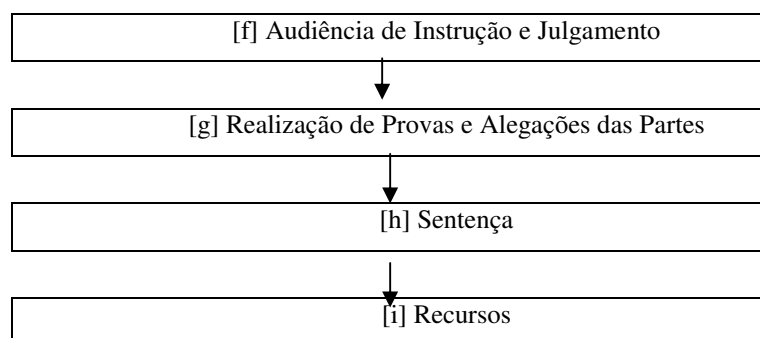 [f] Audiência de Instrução e Julgamento
[g] Realização de Provas e Alegações das Partes
[h] Sentença
[i] Recursos